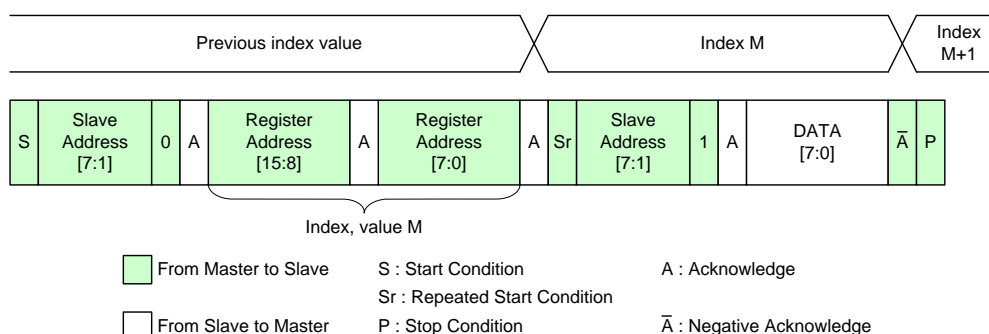 Previous index value
Index M
Index
M+1
S
Slave
Address
[7:1]
0
A
Register
Address
[15:8]
A
Register
Address
[7:0]
A
Sr
Slave
Address
[7:1]
1
A
DATA
[7:0]
A̅
P
Index, value M
From Master to Slave
S : Start Condition
A : Acknowledge
Sr : Repeated Start Condition
From Slave to Master
P : Stop Condition
A̅ : Negative Acknowledge